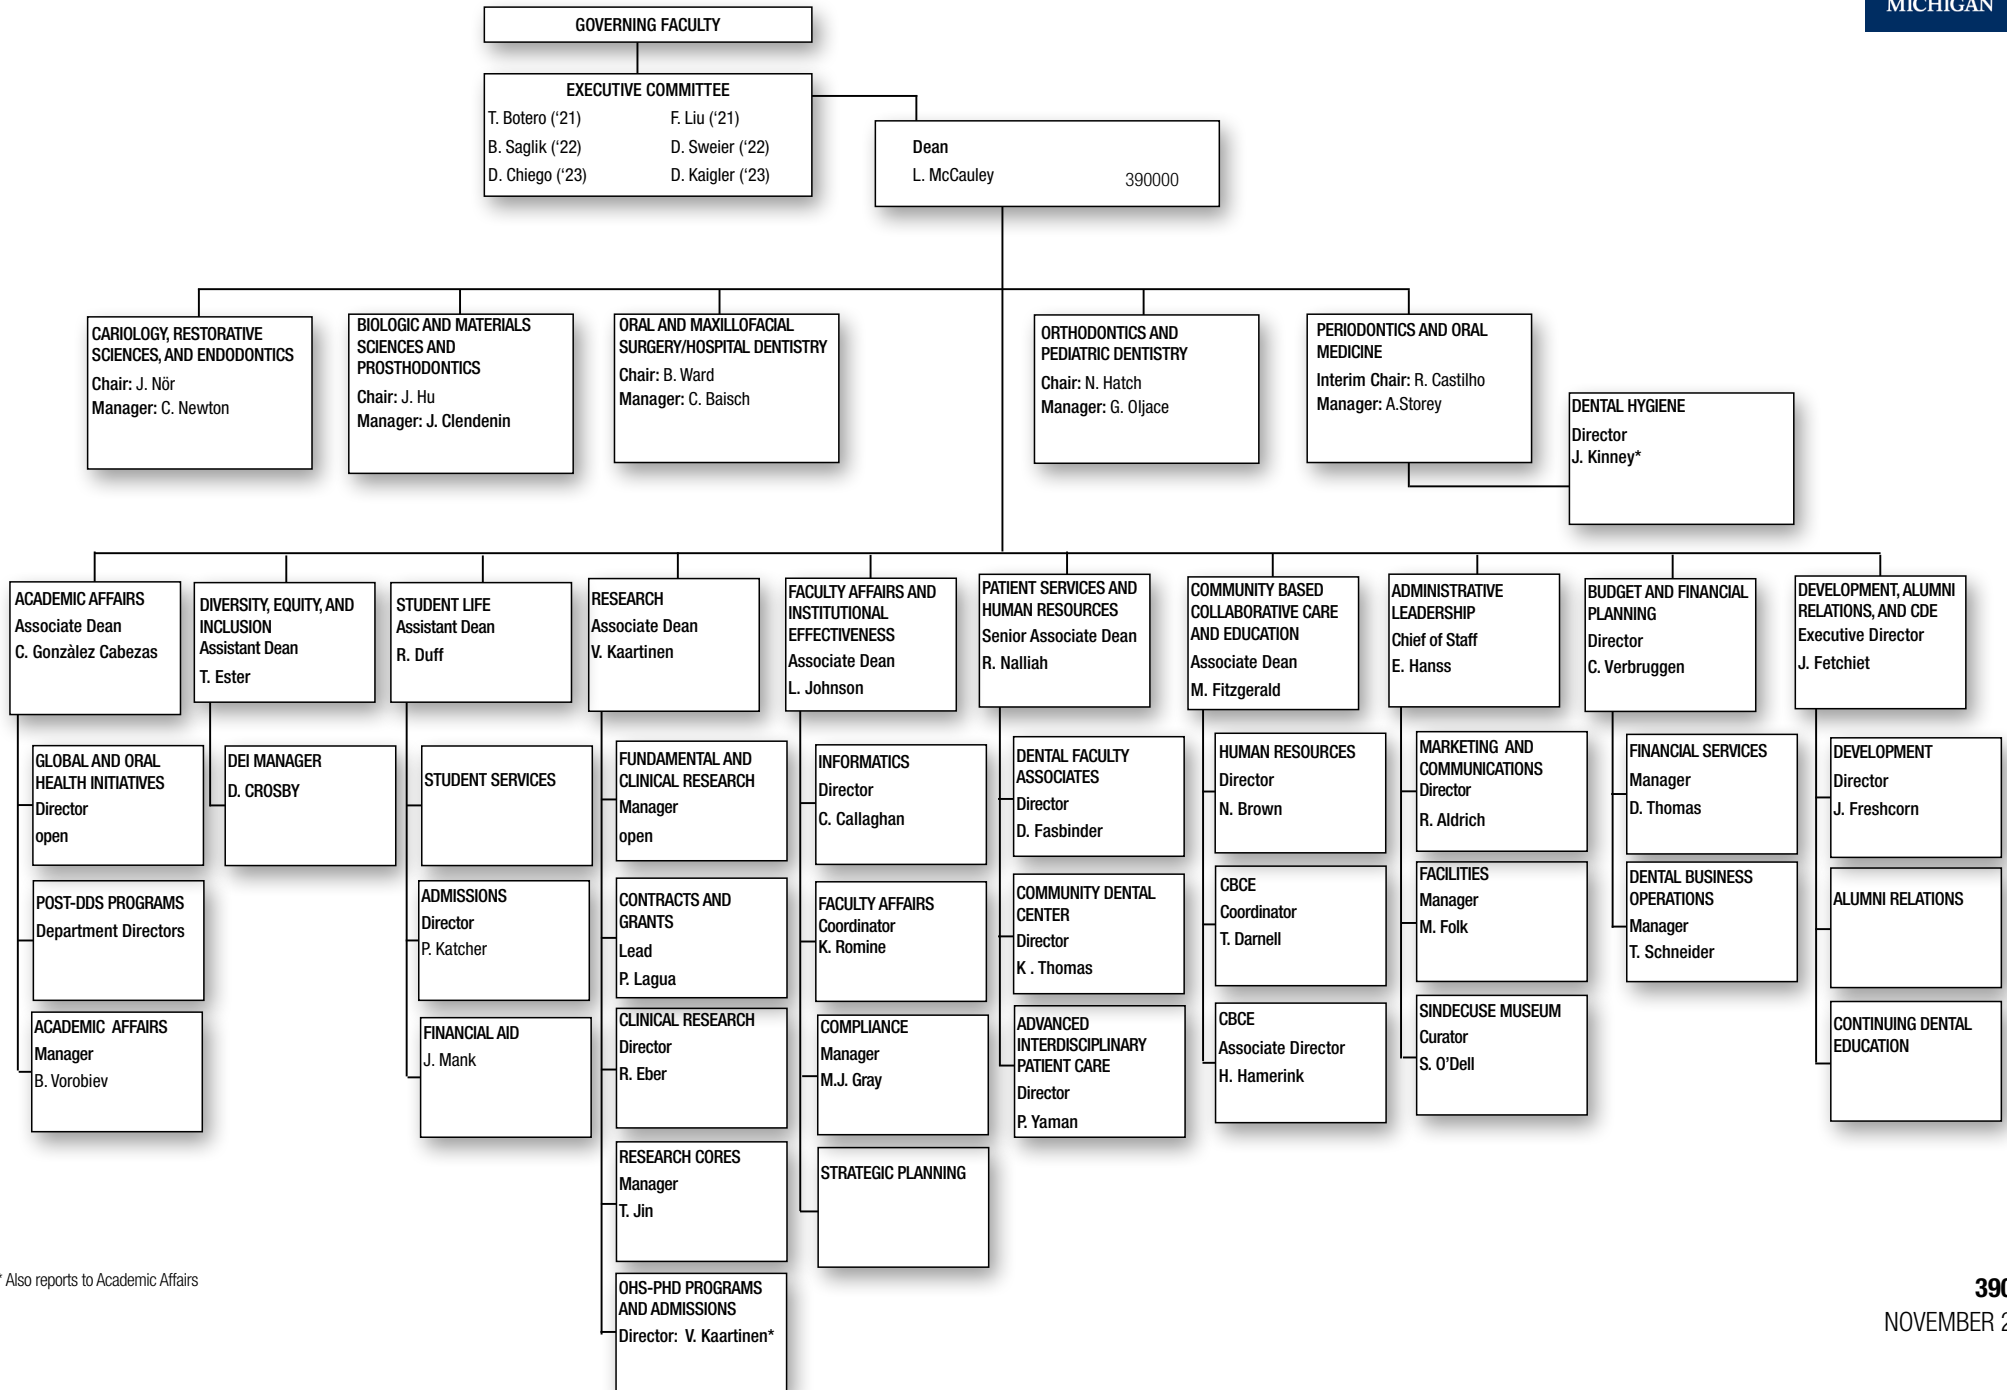 MICHIGAN
GOVERNING FACULTY
EXECUTIVE COMMITTEE
T. Botero (‘21) F. Liu (‘21)
B. Saglik (‘22) D. Sweier (‘22)
D. Chiego (‘23) D. Kaigler (‘23)
Dean
L. McCauley 390000
CARIOLOGY, RESTORATIVE
SCIENCES, AND ENDODONTICS
Chair: J. Nör
Manager: C. Newton
BIOLOGIC AND MATERIALS
SCIENCES AND
PROSTHODONTICS
Chair: J. Hu
Manager: J. Clendenin
ORAL AND MAXILLOFACIAL
SURGERY/HOSPITAL DENTISTRY
Chair: B. Ward
Manager: C. Baisch
ORTHODONTICS AND
PEDIATRIC DENTISTRY
Chair: N. Hatch
Manager: G. Oljace
PERIODONTICS AND ORAL
MEDICINE
Interim Chair: R. Castilho
Manager: A.Storey
DENTAL HYGIENE
Director
J. Kinney*
ACADEMIC AFFAIRS
Associate Dean
C. Gonzàlez Cabezas
GLOBAL AND ORAL
HEALTH INITIATIVES
Director
open
POST-DDS PROGRAMS
Department Directors
ACADEMIC AFFAIRS
Manager
B. Vorobiev
DIVERSITY, EQUITY, AND
INCLUSION
Assistant Dean
T. Ester
DEI MANAGER
D. CROSBY
STUDENT LIFE
Assistant Dean
R. Duff
STUDENT SERVICES
ADMISSIONS
Director
P. Katcher
FINANCIAL AID
J. Mank
RESEARCH
Associate Dean
V. Kaartinen
FUNDAMENTAL AND
CLINICAL RESEARCH
Manager
open
CONTRACTS AND
GRANTS
Lead
P. Lagua
CLINICAL RESEARCH
Director
R. Eber
RESEARCH CORES
Manager
T. Jin
OHS-PHD PROGRAMS
AND ADMISSIONS
Director: V. Kaartinen*
FACULTY AFFAIRS AND
INSTITUTIONAL
EFFECTIVENESS
Associate Dean
L. Johnson
INFORMATICS
Director
C. Callaghan
FACULTY AFFAIRS
Coordinator
K. Romine
COMPLIANCE
Manager
M.J. Gray
STRATEGIC PLANNING
PATIENT SERVICES AND
HUMAN RESOURCES
Senior Associate Dean
R. Nalliah
DENTAL FACULTY
ASSOCIATES
Director
D. Fasbinder
COMMUNITY DENTAL
CENTER
Director
K . Thomas
ADVANCED
INTERDISCIPLINARY
PATIENT CARE
Director
P. Yaman
COMMUNITY BASED
COLLABORATIVE CARE
AND EDUCATION
Associate Dean
M. Fitzgerald
HUMAN RESOURCES
Director
N. Brown
CBCE
Coordinator
T. Darnell
CBCE
Associate Director
H. Hamerink
ADMINISTRATIVE
LEADERSHIP
Chief of Staff
E. Hanss
MARKETING AND
COMMUNICATIONS
Director
R. Aldrich
FACILITIES
Manager
M. Folk
SINDECUSE MUSEUM
Curator
S. O’Dell
BUDGET AND FINANCIAL
PLANNING
Director
C. Verbruggen
FINANCIAL SERVICES
Manager
D. Thomas
DENTAL BUSINESS
OPERATIONS
Manager
T. Schneider
DEVELOPMENT, ALUMNI
RELATIONS, AND CDE
Executive Director
J. Fetchiet
DEVELOPMENT
Director
J. Freshcorn
ALUMNI RELATIONS
CONTINUING DENTAL
EDUCATION
* Also reports to Academic Affairs
390
NOVEMBER 2